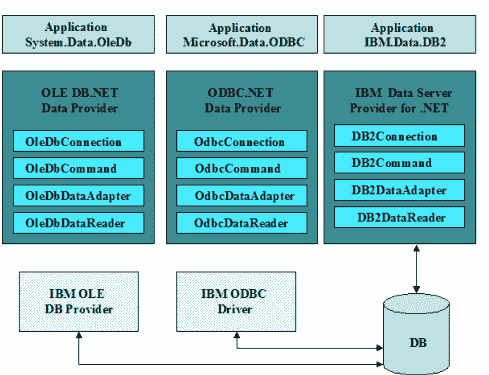 Application
System.Data.OleDb
Application
Microsoft.Data.ODBC
Application
IBM.Data.DB2
OLE DB.NET
Data Provider
OleDbConnection
OleDbCommand
OleDbDataAdapter
OleDbDataReader
ODBC.NET
Data Provider
OdbcConnection
OdbcCommand
OdbcDataAdapter
OdbcDataReader
IBM Data Server
Provider for .NET
DB2Connection
DB2Command
DB2DataAdapter
DB2DataReader
IBM OLE
DB Provider
IBM ODBC
Driver
DB